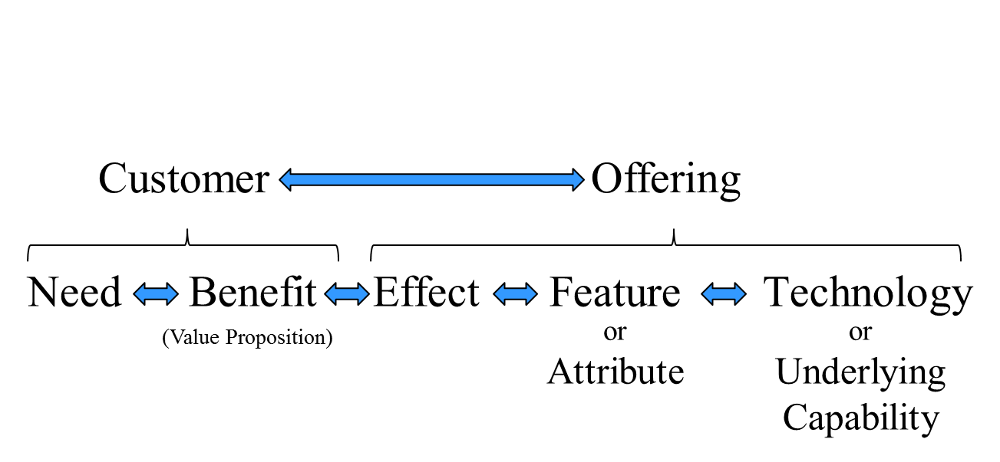 Customer Offering
Need Benefit Effect Feature Technology
(Value Proposition) or or
Attribute Underlying
Capability